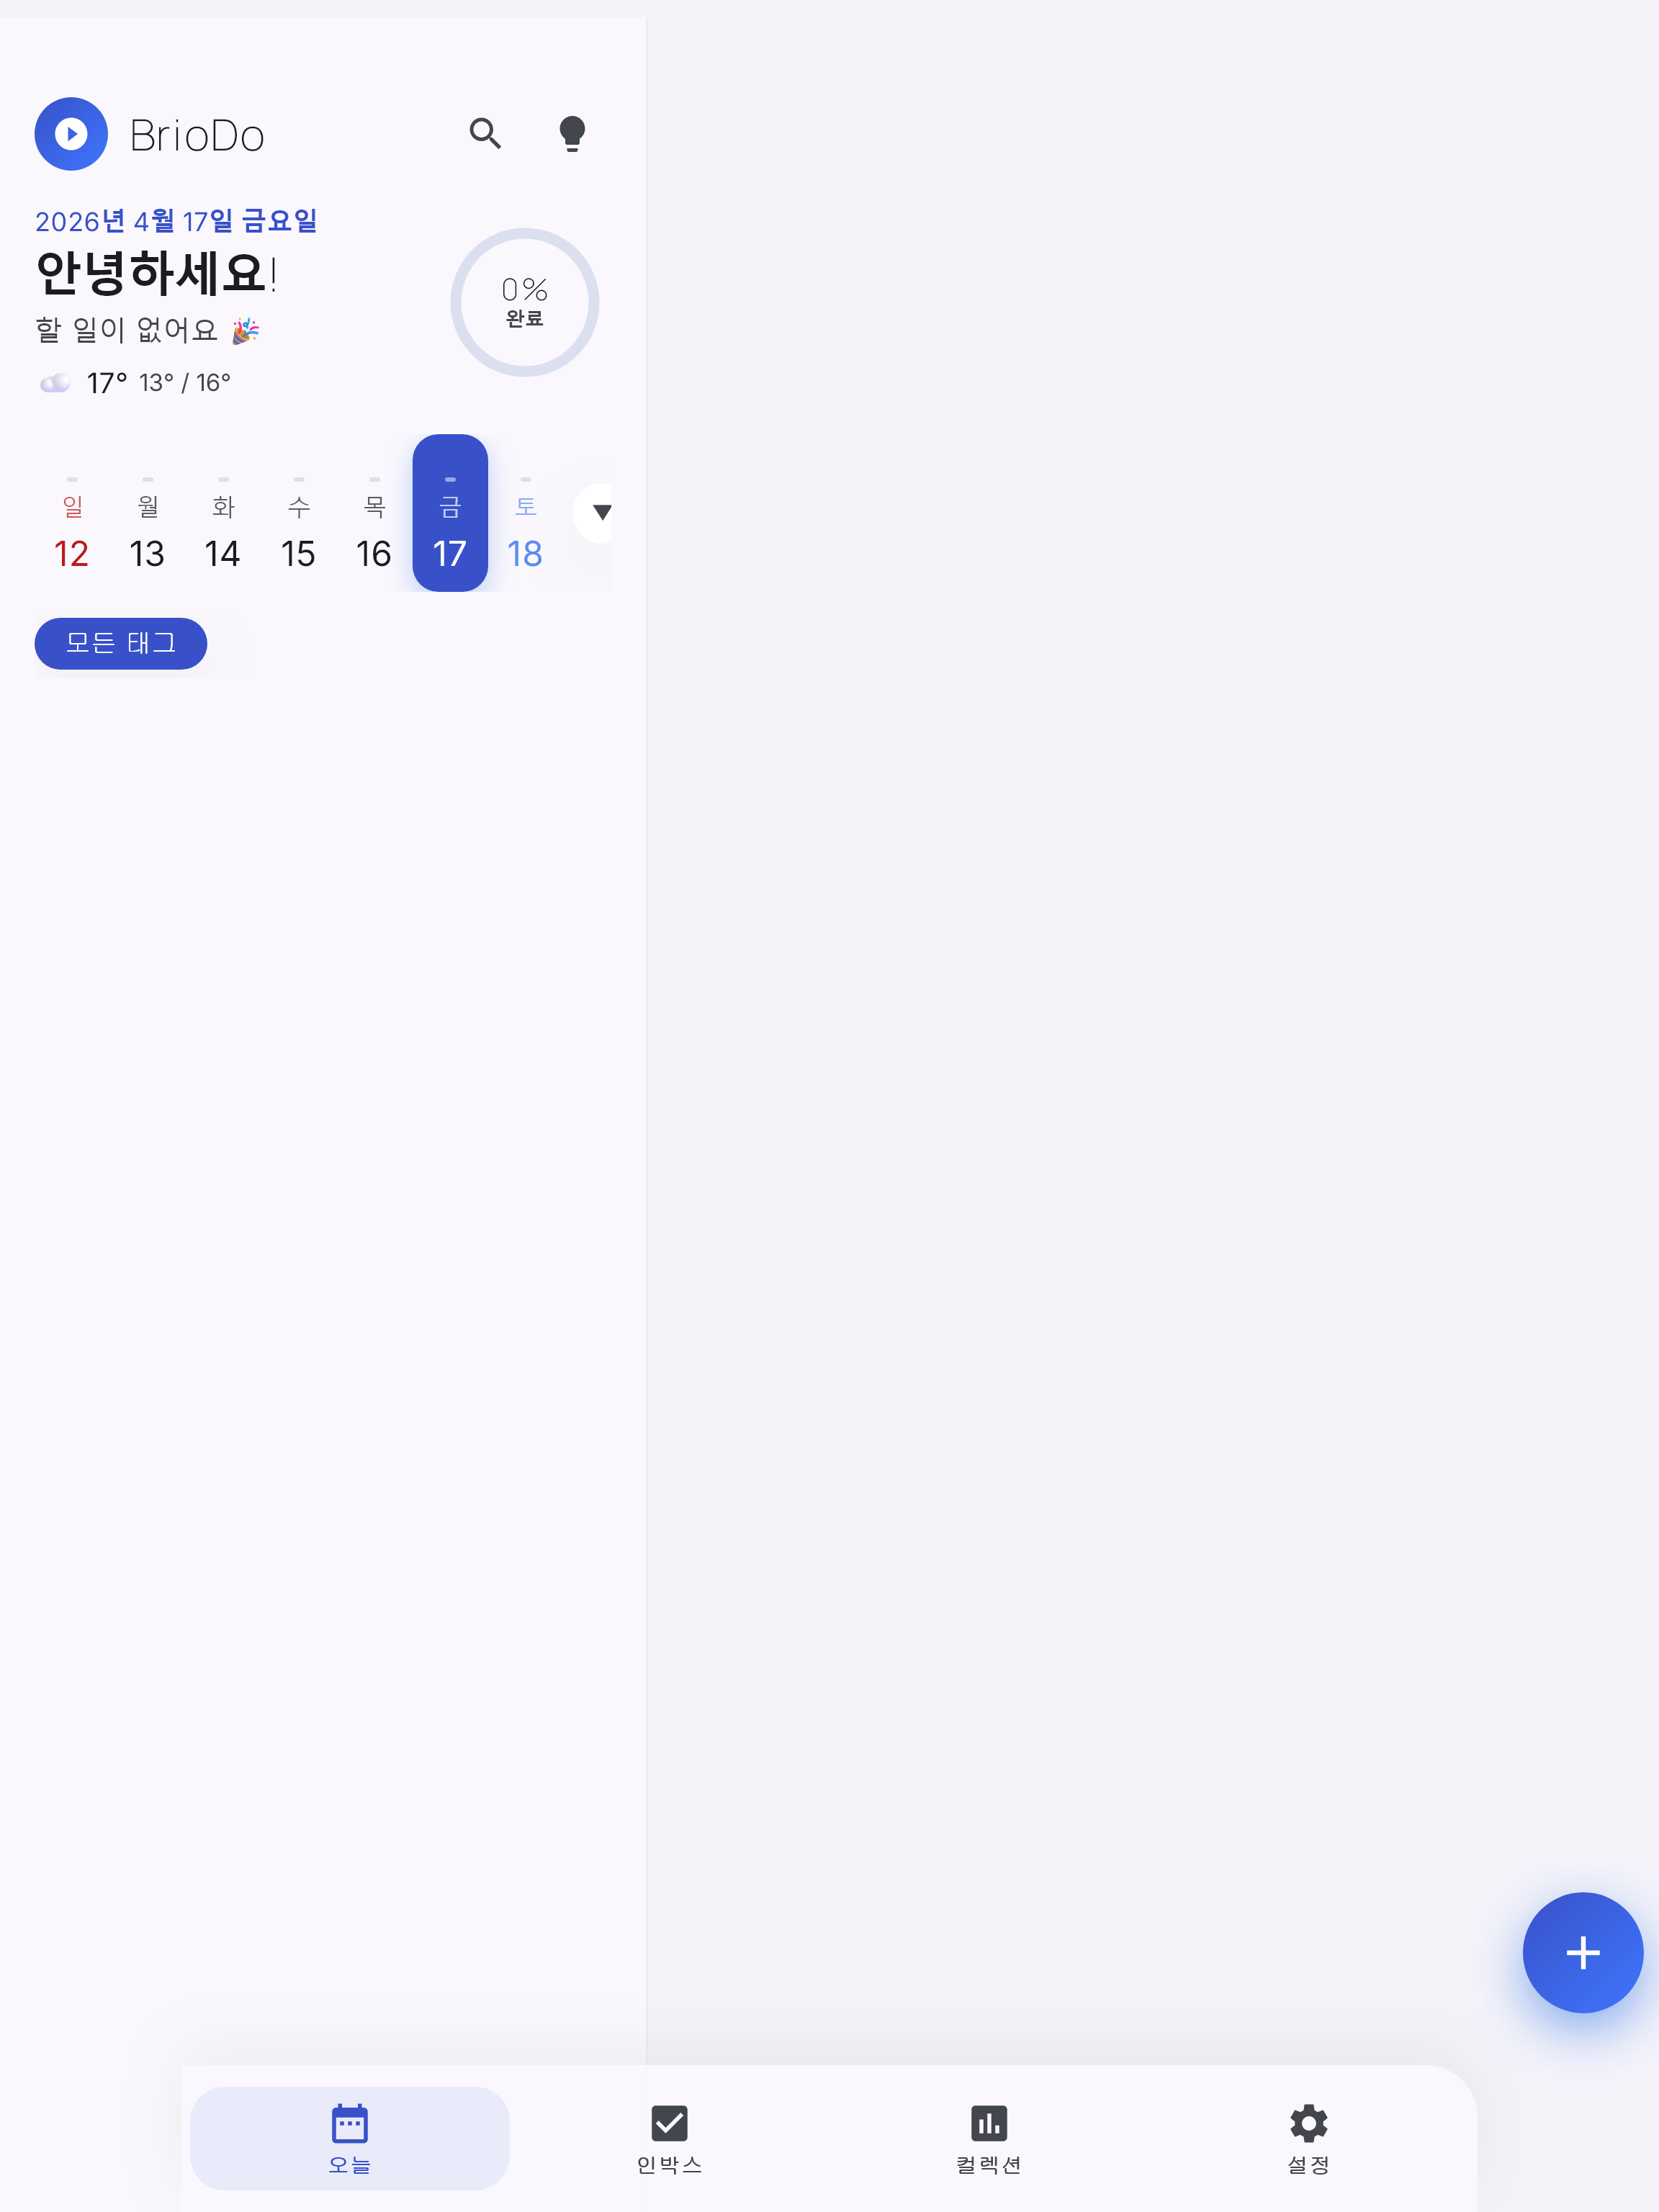 BrioDo
2026년 4월 17일 금요일
안녕하세요!
할 일이 없어요 🎉
0%
완료
17° 13° / 16°
일 월 화 수 목 금 토
12 13 14 15 16 17 18
모든 태그
오늘 인박스 컬렉션 설정